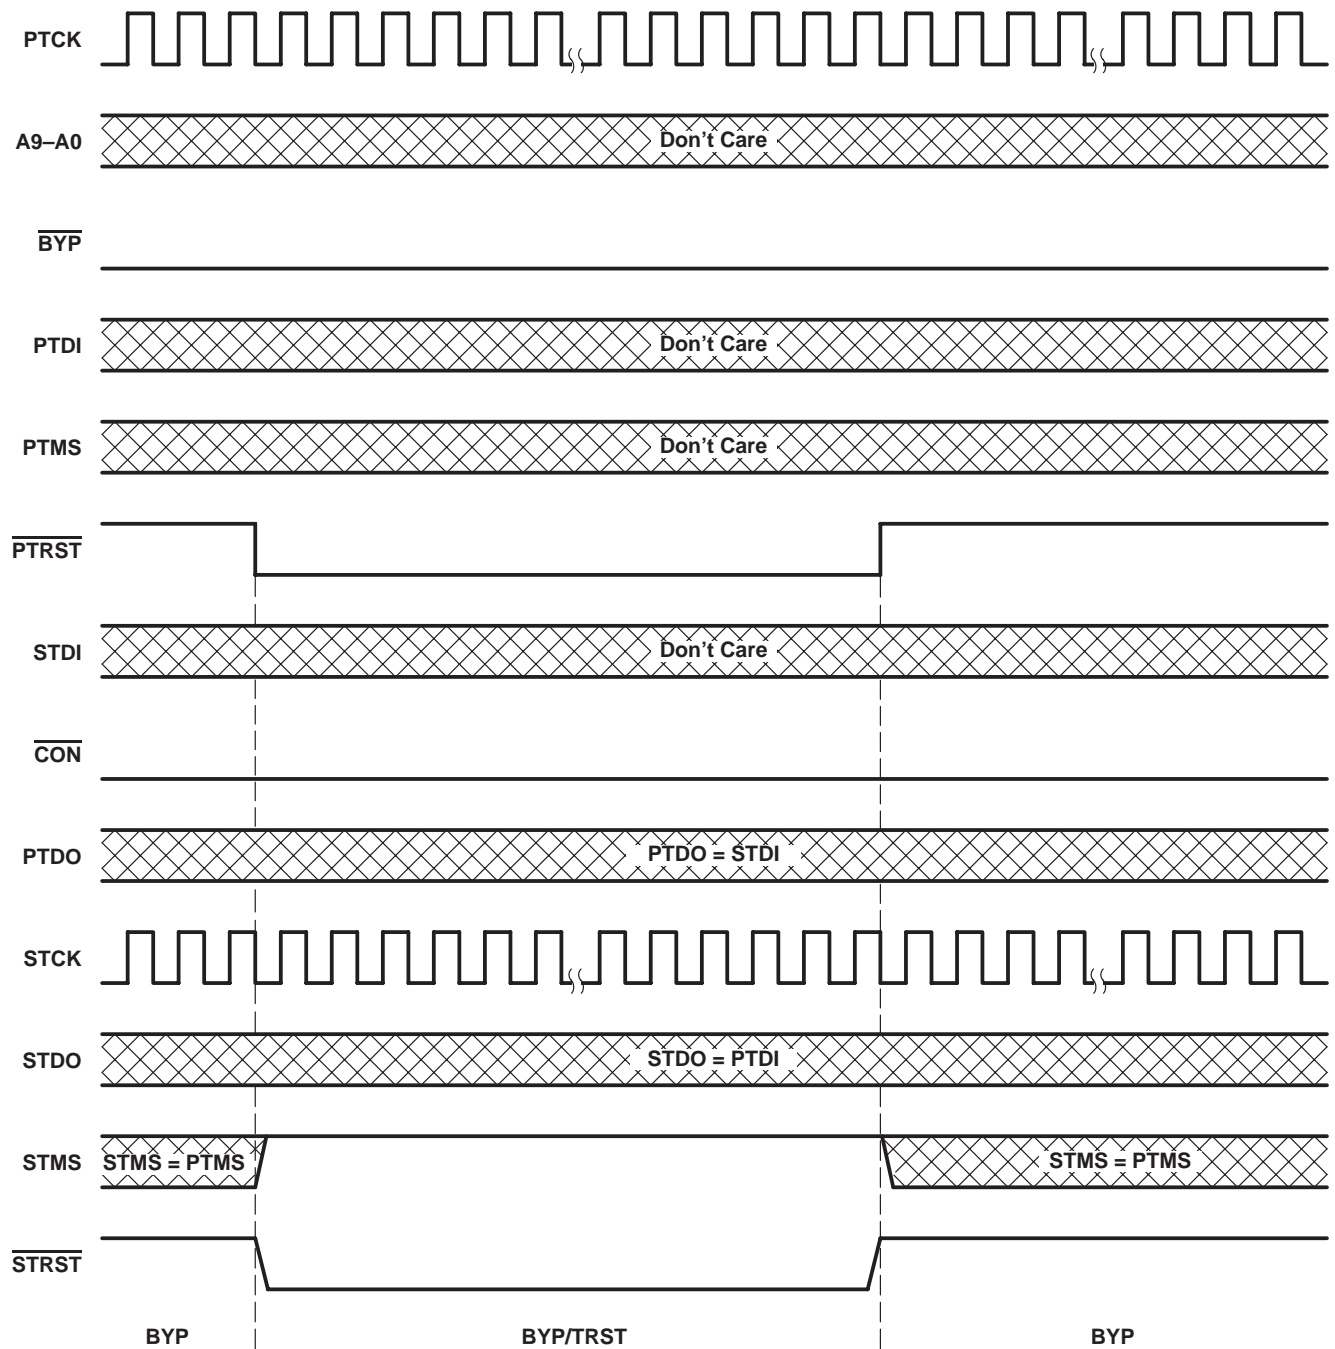 PTCK
A9–A0 Don't Care
BYP
PTDI Don't Care
PTMS Don't Care
PTRST
STDI Don't Care
CON
PTDO PTDO = STDI
STCK
STDO STDO = PTDI
STMS STMS = PTMS STMS = PTMS
STRST
BYP BYP/TRST BYP